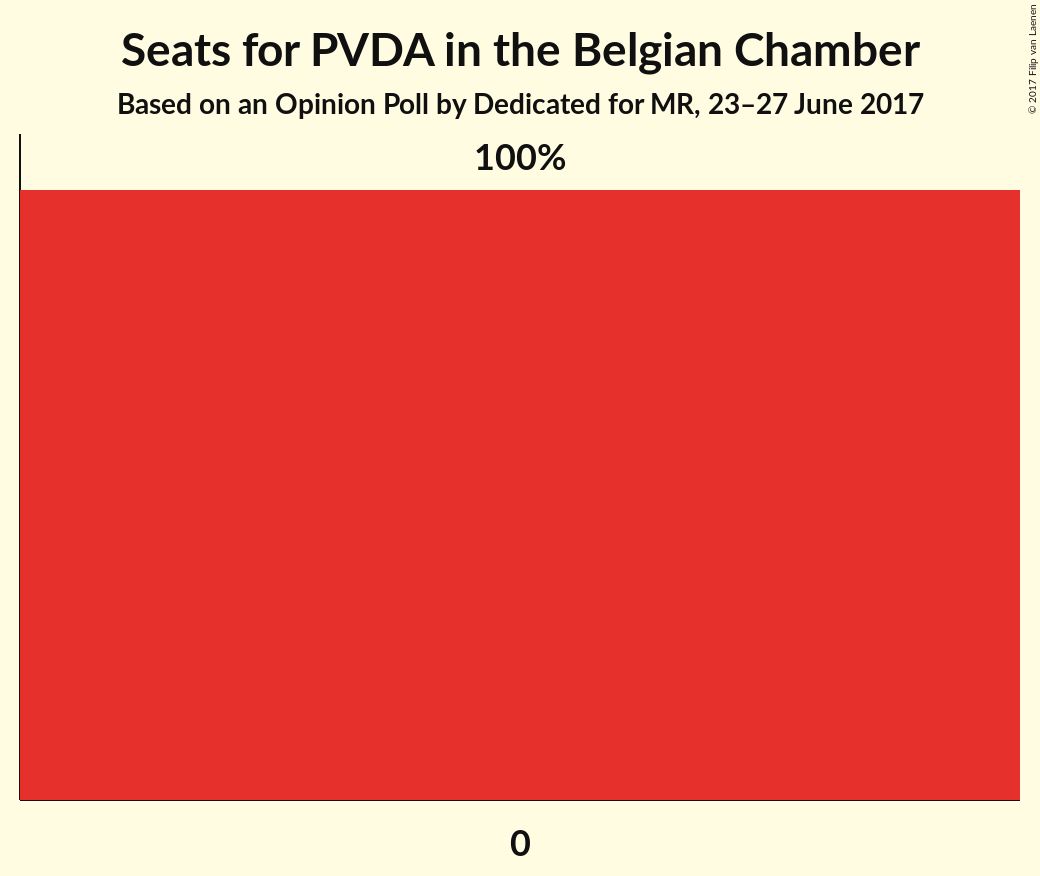 Seats for PVDA in the Belgian Chamber
Based on an Opinion Poll by Dedicated for MR, 23–27 June 2017
© 2017 Filip van Laenen
100%
0